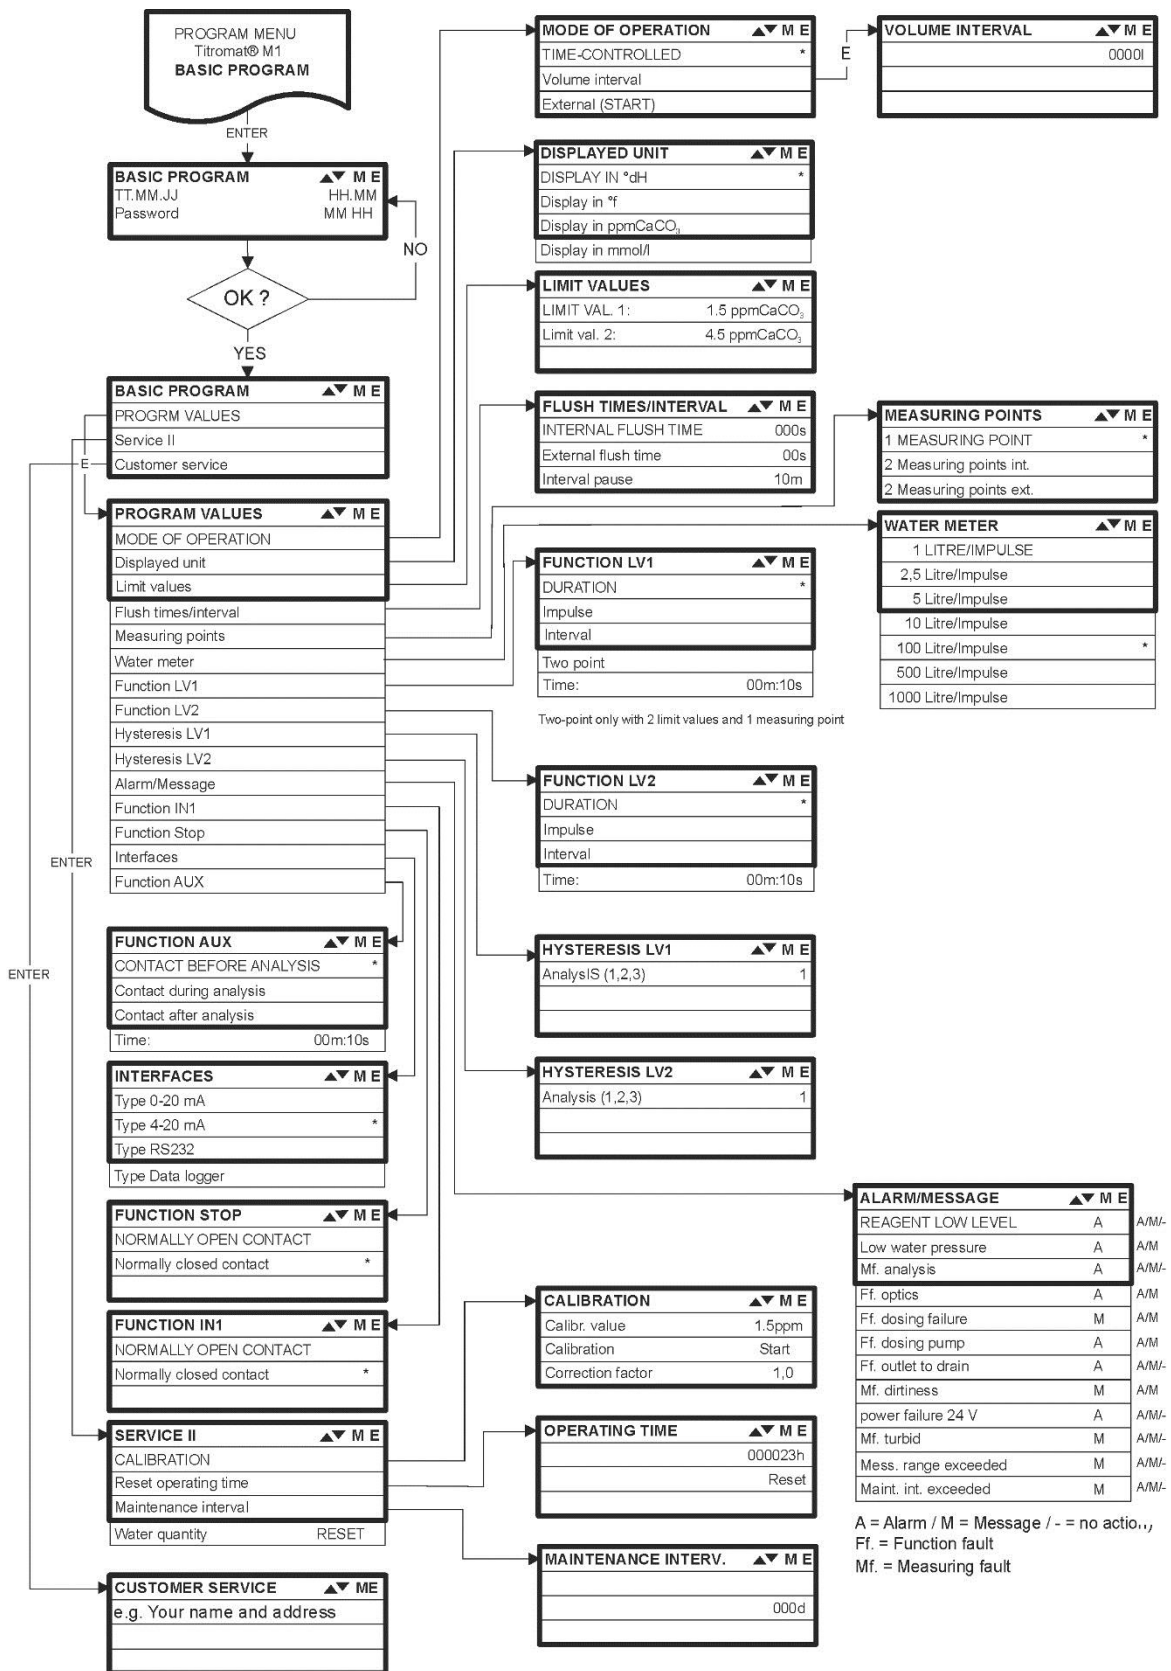 PROGRAM MENU
Titromat® M1
BASIC PROGRAM
ENTER
BASIC PROGRAM ▲▼ M E
TT.MM.JJ HH.MM
Password MM HH
NO
OK ?
YES
BASIC PROGRAM ▲▼ M E
PROGRM VALUES
Service II
Customer service
E
PROGRAM VALUES ▲▼ M E
MODE OF OPERATION
Displayed unit
Limit values
Flush times/interval
Measuring points
Water meter
Function LV1
Function LV2
Hysteresis LV1
Hysteresis LV2
Alarm/Message
Function IN1
Function Stop
Interfaces
Function AUX
ENTER
ENTER
FUNCTION AUX ▲▼ M E
CONTACT BEFORE ANALYSIS *
Contact during analysis
Contact after analysis
Time: 00m:10s
INTERFACES ▲▼ M E
Type 0-20 mA
Type 4-20 mA *
Type RS232
Type Data logger
FUNCTION STOP ▲▼ M E
NORMALLY OPEN CONTACT
Normally closed contact *
FUNCTION IN1 ▲▼ M E
NORMALLY OPEN CONTACT
Normally closed contact *
SERVICE II ▲▼ M E
CALIBRATION
Reset operating time
Maintenance interval
Water quantity RESET
CUSTOMER SERVICE ▲▼ ME
e.g. Your name and address
MODE OF OPERATION ▲▼ M E
TIME-CONTROLLED *
Volume interval
External (START)
E
VOLUME INTERVAL ▲▼ M E
0000l
DISPLAYED UNIT ▲▼ M E
DISPLAY IN °dH *
Display in °f
Display in ppmCaCO₃
Display in mmol/l
LIMIT VALUES ▲▼ M E
LIMIT VAL. 1: 1.5 ppmCaCO₃
Limit val. 2: 4.5 ppmCaCO₃
FLUSH TIMES/INTERVAL ▲▼ M E
INTERNAL FLUSH TIME 000s
External flush time 00s
Interval pause 10m
MEASURING POINTS ▲▼ M E
1 MEASURING POINT *
2 Measuring points int.
2 Measuring points ext.
WATER METER ▲▼ M E
1 LITRE/IMPULSE
2,5 Litre/Impulse
5 Litre/Impulse
10 Litre/Impulse
100 Litre/Impulse *
500 Litre/Impulse
1000 Litre/Impulse
FUNCTION LV1 ▲▼ M E
DURATION *
Impulse
Interval
Two point
Time: 00m:10s
Two-point only with 2 limit values and 1 measuring point
FUNCTION LV2 ▲▼ M E
DURATION *
Impulse
Interval
Time: 00m:10s
HYSTERESIS LV1 ▲▼ M E
AnalysIS (1,2,3) 1
HYSTERESIS LV2 ▲▼ M E
Analysis (1,2,3) 1
ALARM/MESSAGE ▲▼ M E
REAGENT LOW LEVEL A A/M/-
Low water pressure A A/M
Mf. analysis A A/M/-
Ff. optics A A/M
Ff. dosing failure M A/M
Ff. dosing pump A A/M
Ff. outlet to drain A A/M/-
Mf. dirtiness M A/M
power failure 24 V A A/M/-
Mf. turbid M A/M/-
Mess. range exceeded M A/M/-
Maint. int. exceeded M A/M/-
A = Alarm / M = Message / - = no
Ff. = Function fault
Mf. = Measuring fault
CALIBRATION ▲▼ M E
Calibr. value 1.5ppm
Calibration Start
Correction factor 1,0
OPERATING TIME ▲▼ M E
000023h
Reset
MAINTENANCE INTERV. ▲▼ M E
000d